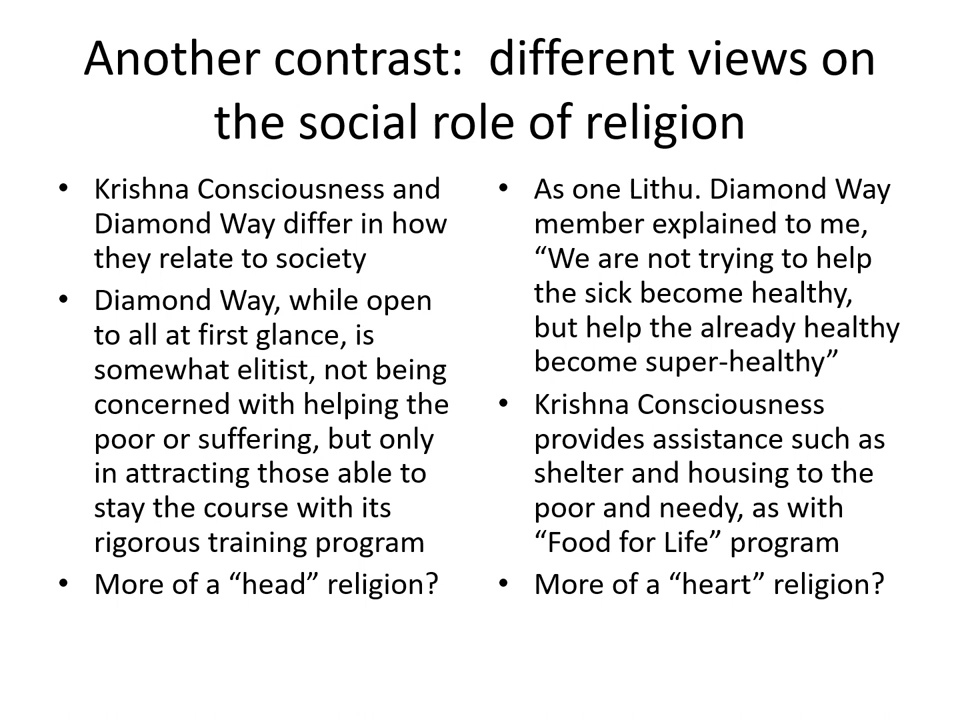 Another contrast:  different views on
the social role of religion
• Krishna Consciousness and
Diamond Way differ in how
they relate to society
• Diamond Way, while open
to all at first glance, is
somewhat elitist, not being
concerned with helping the
poor or suffering, but only
in attracting those able to
stay the course with its
rigorous training program
• More of a “head” religion?
• As one Lithu. Diamond Way
member explained to me,
“We are not trying to help
the sick become healthy,
but help the already healthy
become super-healthy”
• Krishna Consciousness
provides assistance such as
shelter and housing to the
poor and needy, as with
“Food for Life” program
• More of a “heart” religion?